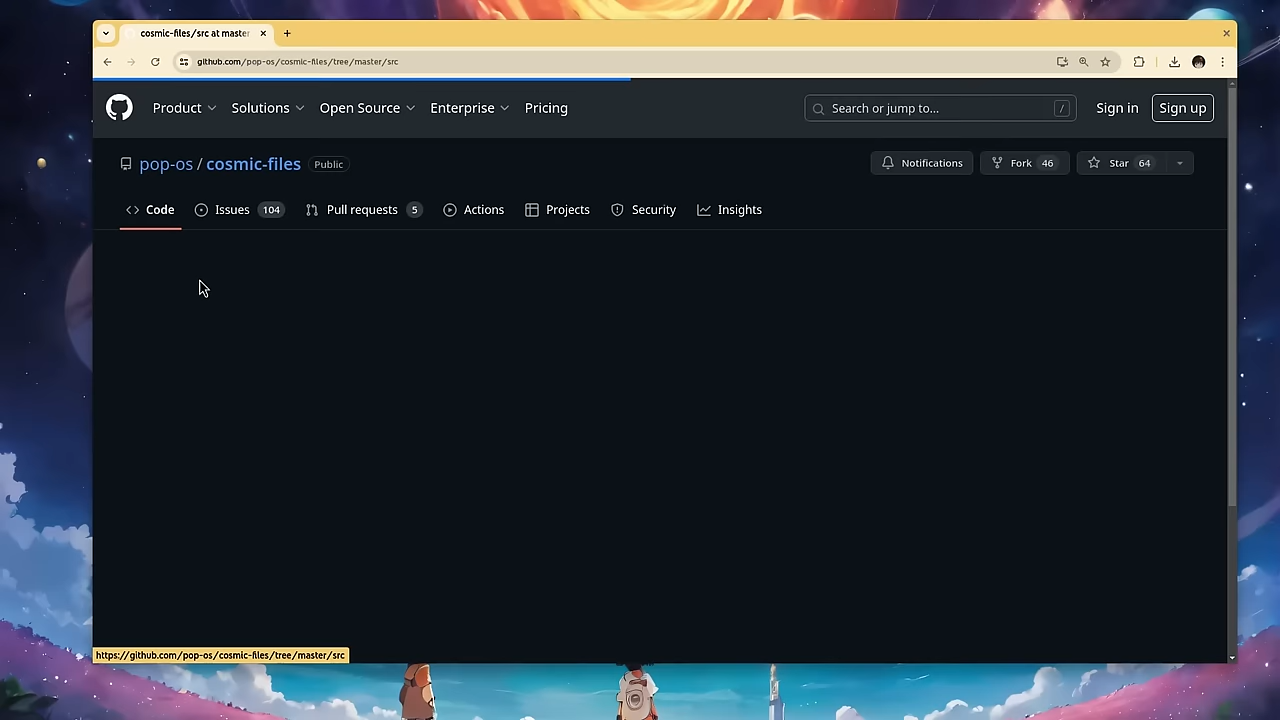 cosmic-files/src at master
github.com/pop-os/cosmic-files/tree/master/src
Product Solutions Open Source Enterprise Pricing Search or jump to... / Sign in Sign up
pop-os / cosmic-files Public Notifications Fork 46 Star 64
Code Issues 104 Pull requests 5 Actions Projects Security Insights
https://github.com/pop-os/cosmic-files/tree/master/src